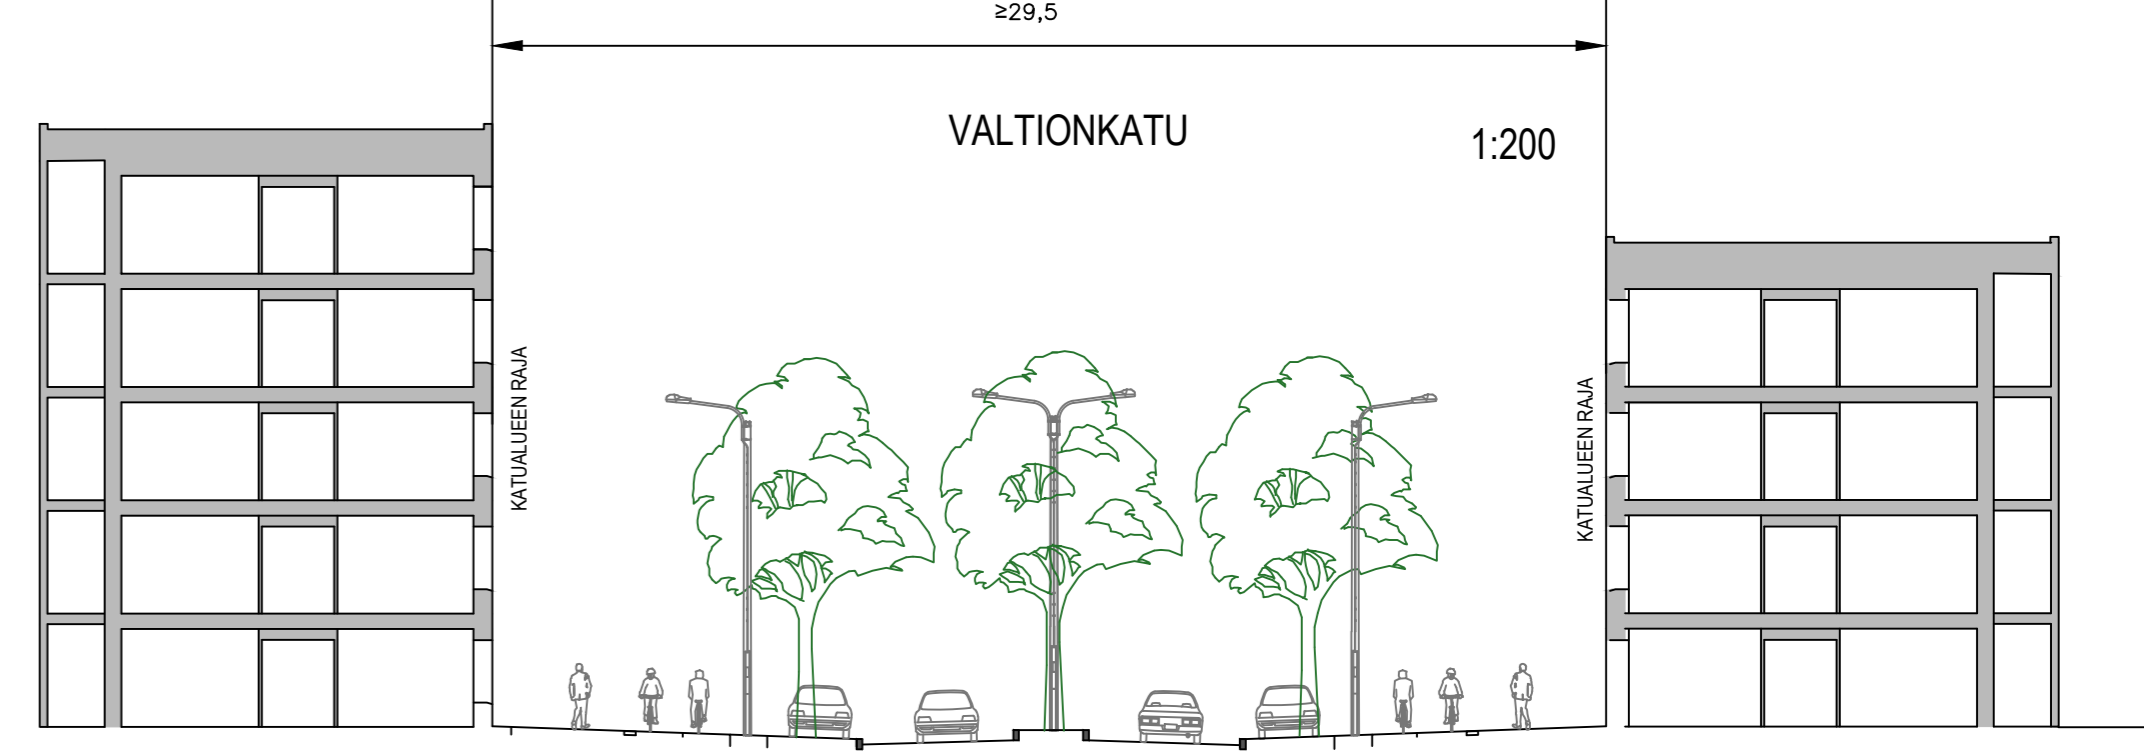 ≥29,5
VALTIONKATU
1:200
KATUALUEEN RAJA
KATUALUEEN RAJA